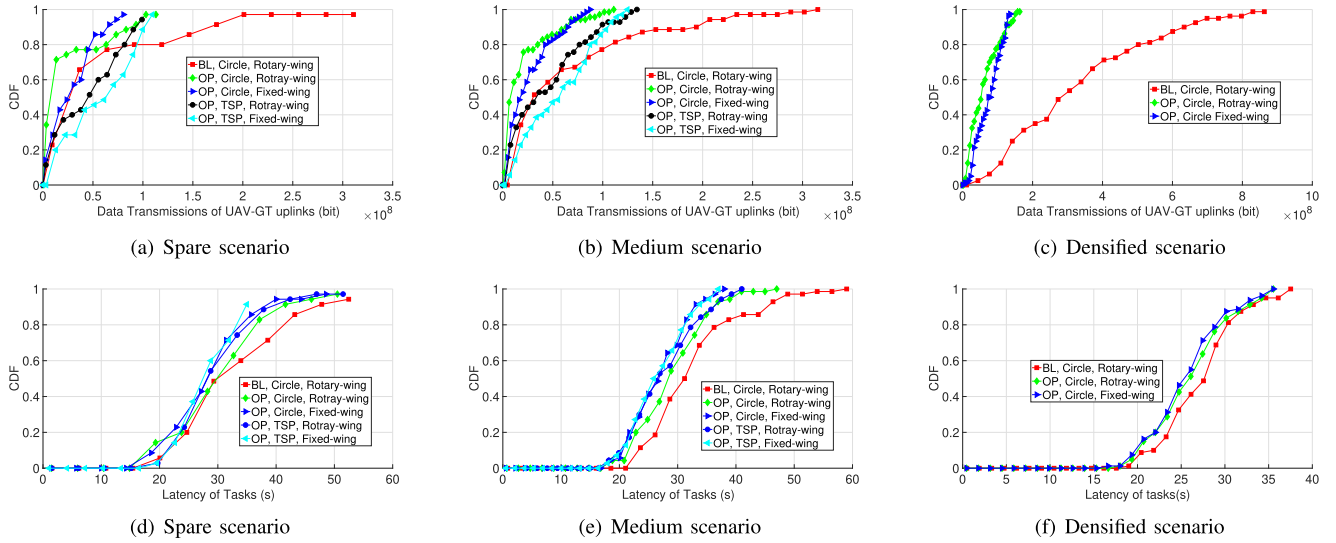 1
0.8
0.6
0.4
0.2
0
CDF
BL, Circle, Rotary-wing
OP, Circle, Rotray-wing
OP, Circle, Fixed-wing
OP, TSP, Rotray-wing
OP, TSP, Fixed-wing
0 0.5 1 1.5 2 2.5 3 3.5
Data Transmissions of UAV-GT uplinks (bit) ×10^8
(a) Spare scenario
1
0.8
0.6
0.4
0.2
0
CDF
BL, Circle, Rotary-wing
OP, Circle, Rotray-wing
OP, Circle, Fixed-wing
OP, TSP, Rotray-wing
OP, TSP, Fixed-wing
0 0.5 1 1.5 2 2.5 3 3.5
Data Transmissions of UAV-GT uplinks (bit) ×10^8
(b) Medium scenario
1
0.8
0.6
0.4
0.2
0
CDF
BL, Circle, Rotary-wing
OP, Circle, Rotray-wing
OP, Circle Fixed-wing
0 2 4 6 8 10
Data Transmissions of UAV-GT uplinks (bit) ×10^8
(c) Densified scenario
1
0.8
0.6
0.4
0.2
0
CDF
BL, Circle, Rotary-wing
OP, Circle, Rotray-wing
OP, Circle, Fixed-wing
OP, TSP, Rotray-wing
OP, TSP, Fixed-wing
0 10 20 30 40 50 60
Latency of Tasks (s)
(d) Spare scenario
1
0.8
0.6
0.4
0.2
0
CDF
BL, Circle, Rotary-wing
OP, Circle, Rotray-wing
OP, Circle, Fixed-wing
OP, TSP, Rotray-wing
OP, TSP, Fixed-wing
0 10 20 30 40 50 60
Latency of Tasks (s)
(e) Medium scenario
1
0.8
0.6
0.4
0.2
0
CDF
BL, Circle, Rotary-wing
OP, Circle, Rotray-wing
OP, Circle, Fixed-wing
0 5 10 15 20 25 30 35 40
Latency of tasks(s)
(f) Densified scenario